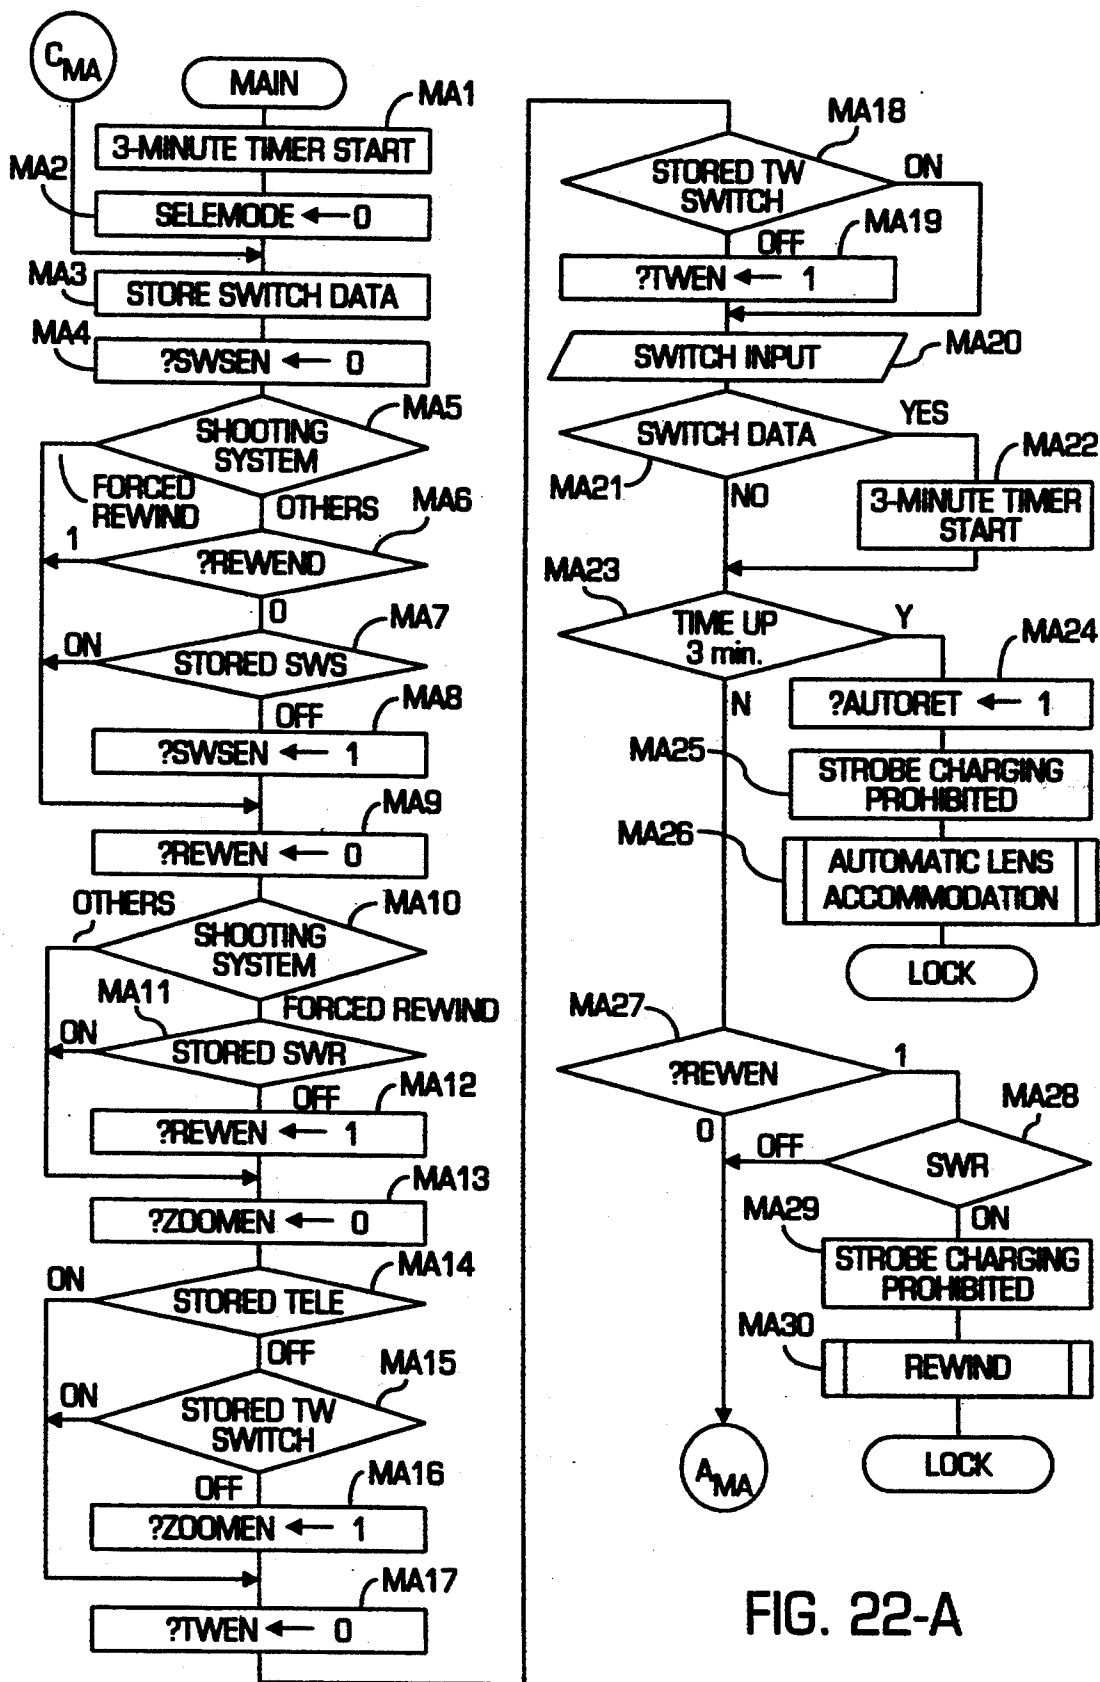 CMA
MAIN
MA1
3-MINUTE TIMER START
MA2
SELEMODE ← 0
MA3
STORE SWITCH DATA
MA4
?SWSEN ← 0
MA5
SHOOTING
SYSTEM
FORCED
REWIND
OTHERS
MA6
1
?REWEND
0
MA7
ON
STORED SWS
OFF
MA8
?SWSEN ← 1
MA9
?REWEN ← 0
OTHERS
MA10
SHOOTING
SYSTEM
MA11
FORCED REWIND
ON
STORED SWR
OFF
MA12
?REWEN ← 1
MA13
?ZOOMEN ← 0
MA14
ON
STORED TELE
OFF
MA15
ON
STORED TW
SWITCH
OFF
MA16
?ZOOMEN ← 1
MA17
?TWEN ← 0
MA18
STORED TW
SWITCH
ON
OFF
MA19
?TWEN ← 1
SWITCH INPUT
MA20
YES
SWITCH DATA
MA21
NO
MA22
3-MINUTE TIMER
START
MA23
TIME UP
3 min.
Y
N
MA24
?AUTORET ← 1
MA25
STROBE CHARGING
PROHIBITED
MA26
AUTOMATIC LENS
ACCOMMODATION
LOCK
MA27
?REWEN
1
0
MA28
OFF
SWR
ON
MA29
STROBE CHARGING
PROHIBITED
MA30
REWIND
LOCK
AMA
FIG. 22-A